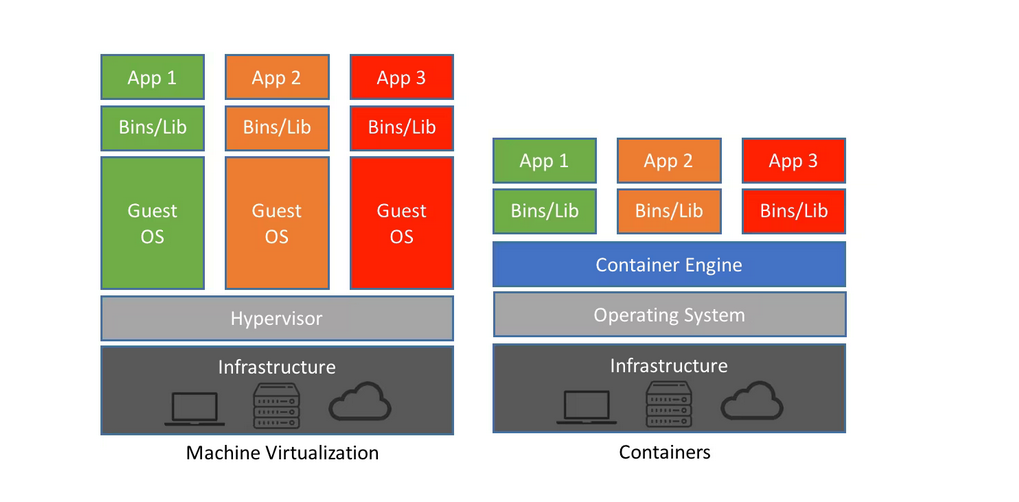 App 1
App 2
App 3
Bins/Lib
Bins/Lib
Bins/Lib
Guest
OS
Guest
OS
Guest
OS
Hypervisor
Infrastructure
Machine Virtualization
App 1
App 2
App 3
Bins/Lib
Bins/Lib
Bins/Lib
Container Engine
Operating System
Infrastructure
Containers